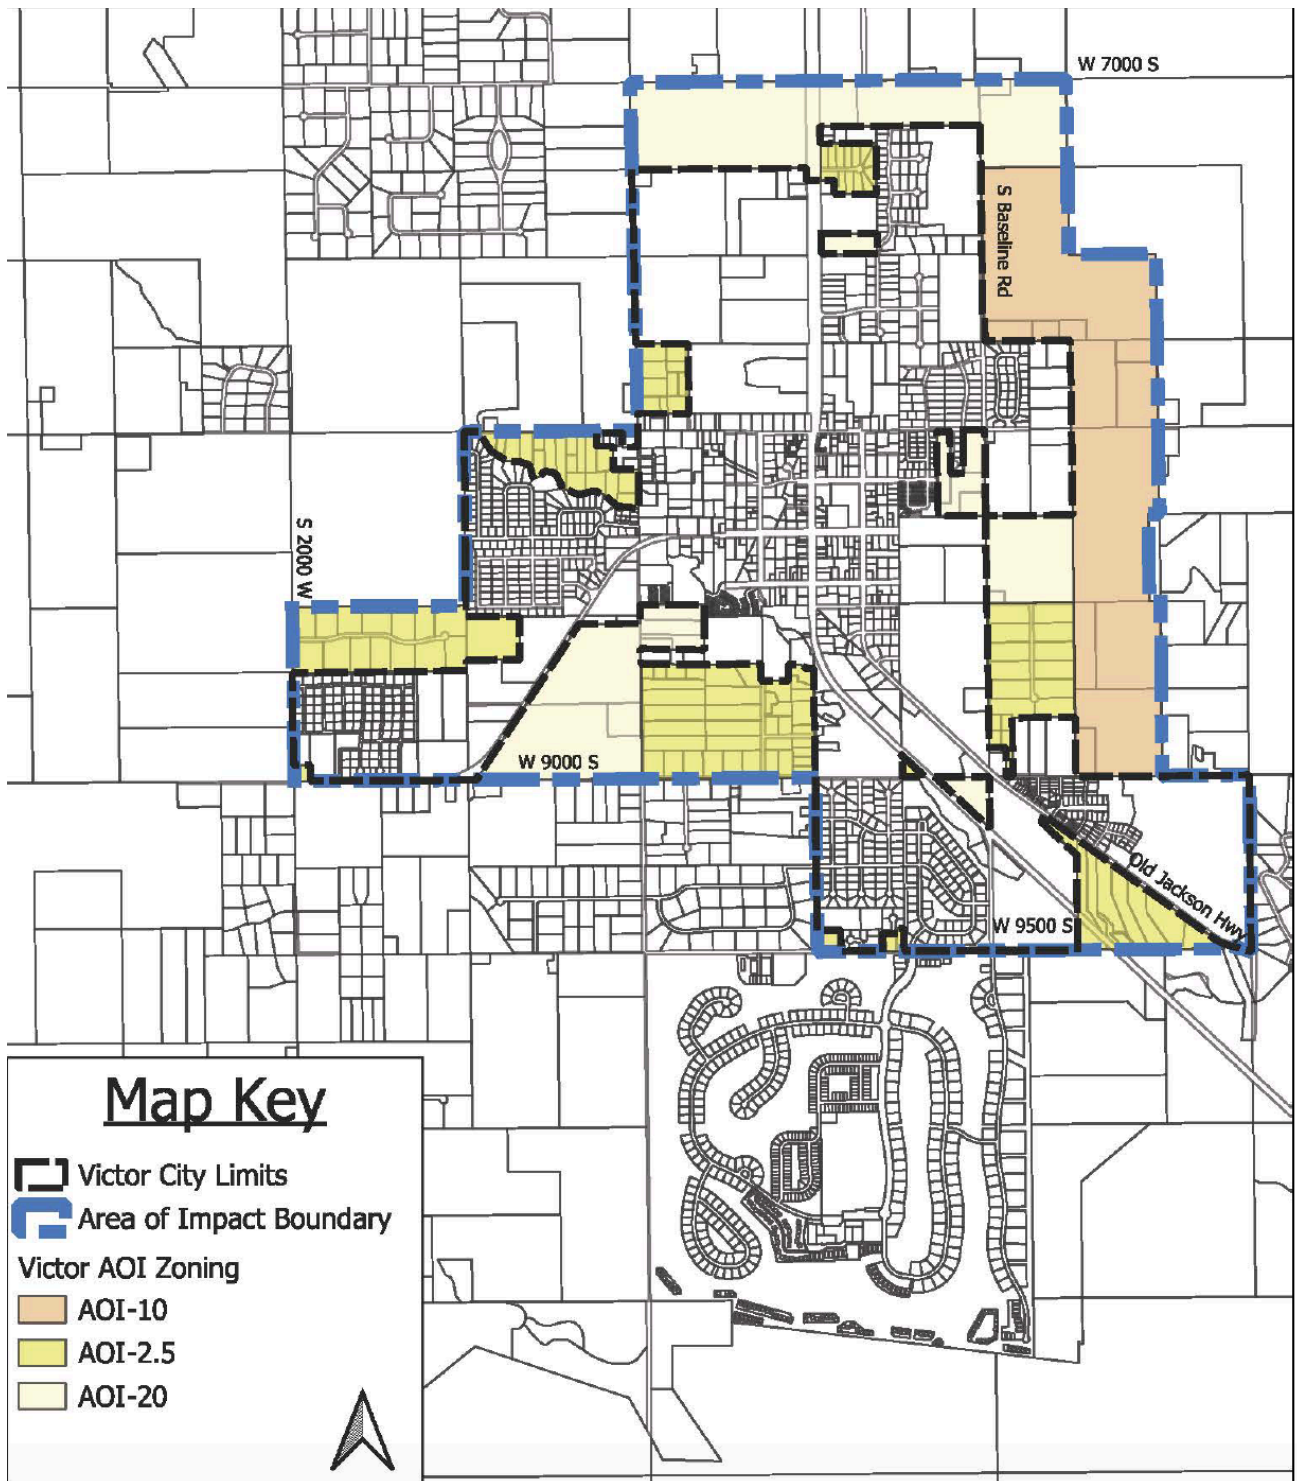 W 7000 S
S Baseline Rd
S 2000 W
W 9000 S
Old Jackson Hwy
W 9500 S
Map Key
Victor City Limits
Area of Impact Boundary
Victor AOI Zoning
AOI-10
AOI-2.5
AOI-20